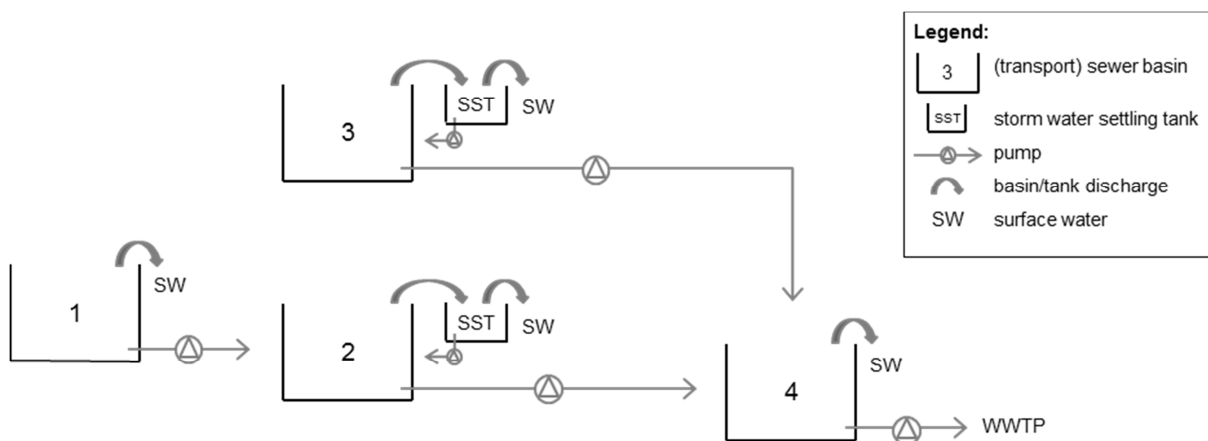 Legend:
3
(transport) sewer basin
SST
storm water settling tank
pump
basin/tank discharge
SW
surface water
3
SST
SW
1
SW
2
SST
SW
4
SW
WWTP